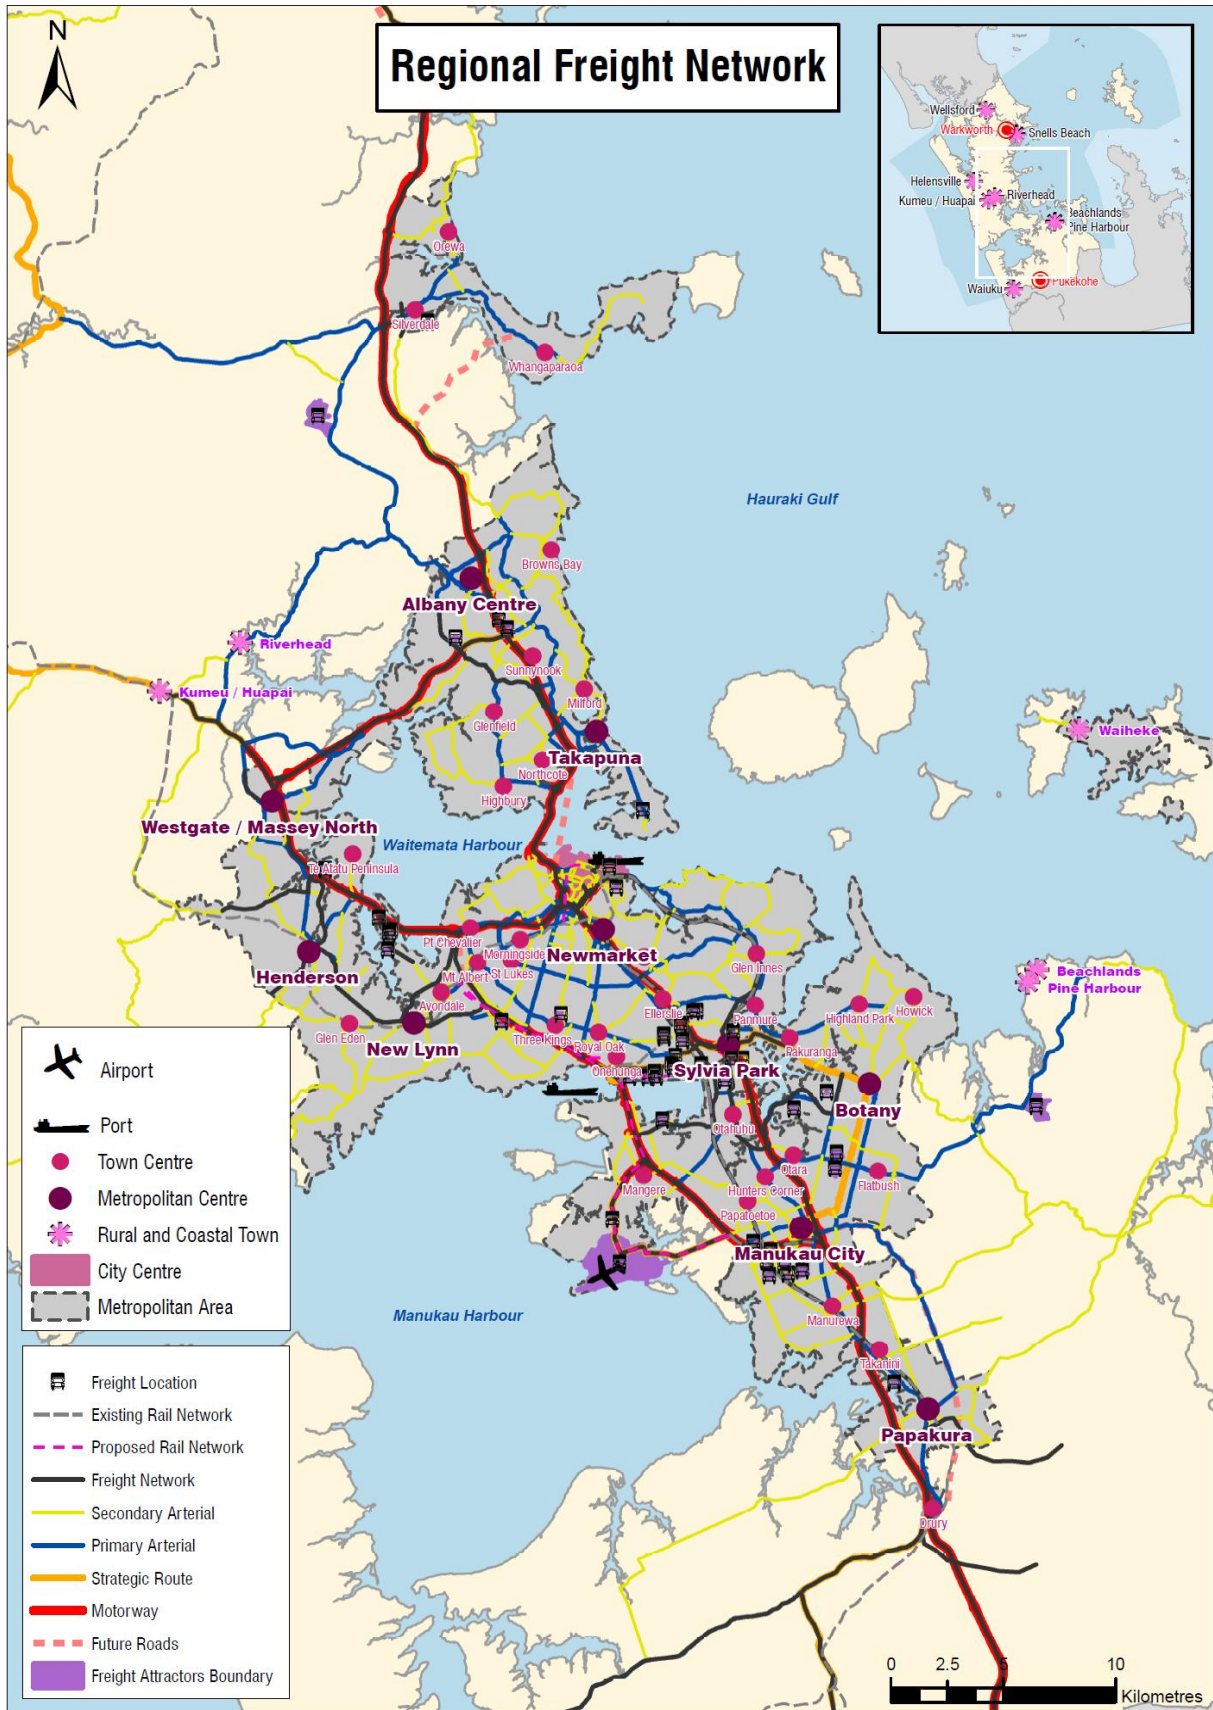 N
Regional Freight Network
Wellsford
Warkworth
Snells Beach
Helensville
Riverhead
Kumeu / Huapai
Beachlands
Pine Harbour
Waiuku
Pukekohe
Orewa
Silverdale
Whangaparaoa
Hauraki Gulf
Browns Bay
Albany Centre
Riverhead
Sunnynook
Kumeu / Huapai
Milford
Glenfield
Waiheke
Takapuna
Northcote
Highbury
Westgate / Massey North
Waitemata Harbour
Te Atatu Peninsula
Pt Chevalier
Morningside
Newmarket
Glen Innes
Henderson
Mt Albert
St Lukes
Beachlands
Pine Harbour
Avondale
Ellerslie
Panmure
Highland Park
Howick
Glen Eden
New Lynn
Three Kings
Royal Oak
Pakuranga
Onehunga
Sylvia Park
Botany
Otahuhu
Otara
Mangere
Hunters Corner
Flatbush
Papatoetoe
Manukau City
Manukau Harbour
Manurewa
Takanini
Papakura
Drury
Airport
Port
Town Centre
Metropolitan Centre
Rural and Coastal Town
City Centre
Metropolitan Area
Freight Location
Existing Rail Network
Proposed Rail Network
Freight Network
Secondary Arterial
Primary Arterial
Strategic Route
Motorway
Future Roads
Freight Attractors Boundary
0 2.5 5 10
Kilometres